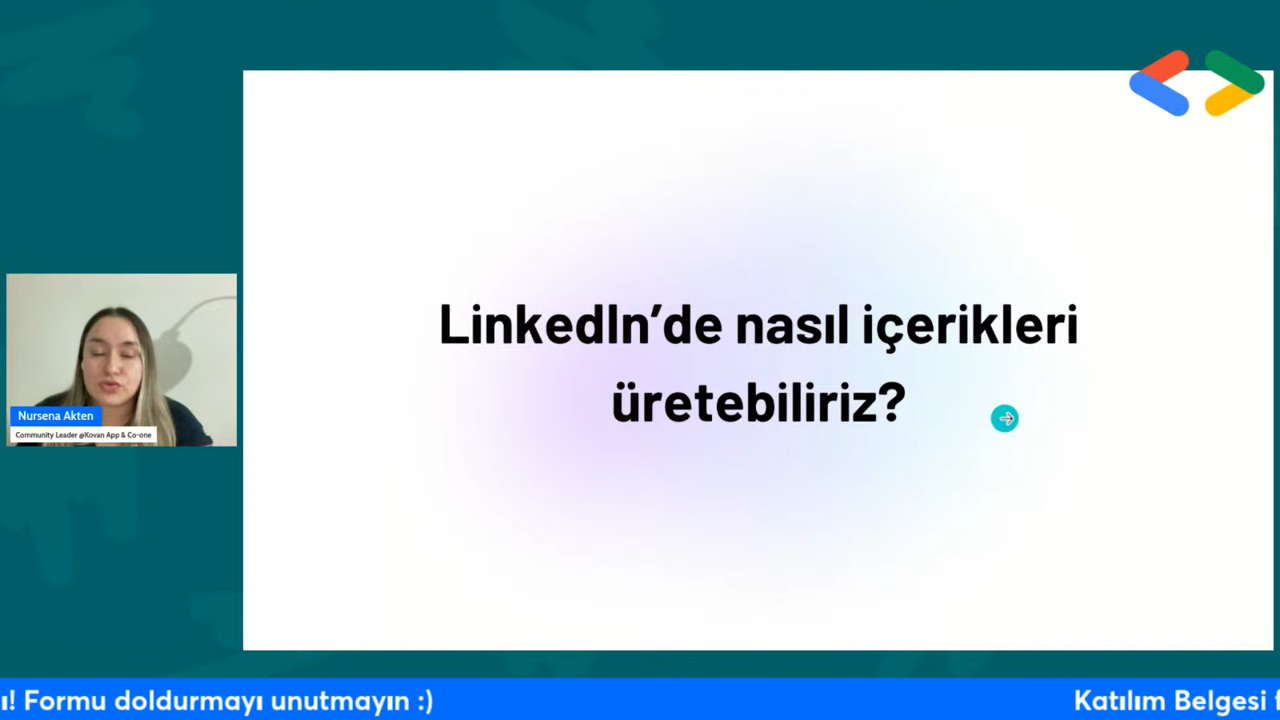 LinkedIn’de nasıl içerikleri
üretebiliriz?
Nursena Akten
Community Leader @Kovan App & Co-one
ı! Formu doldurmayı unutmayın :)
Katılım Belgesi f